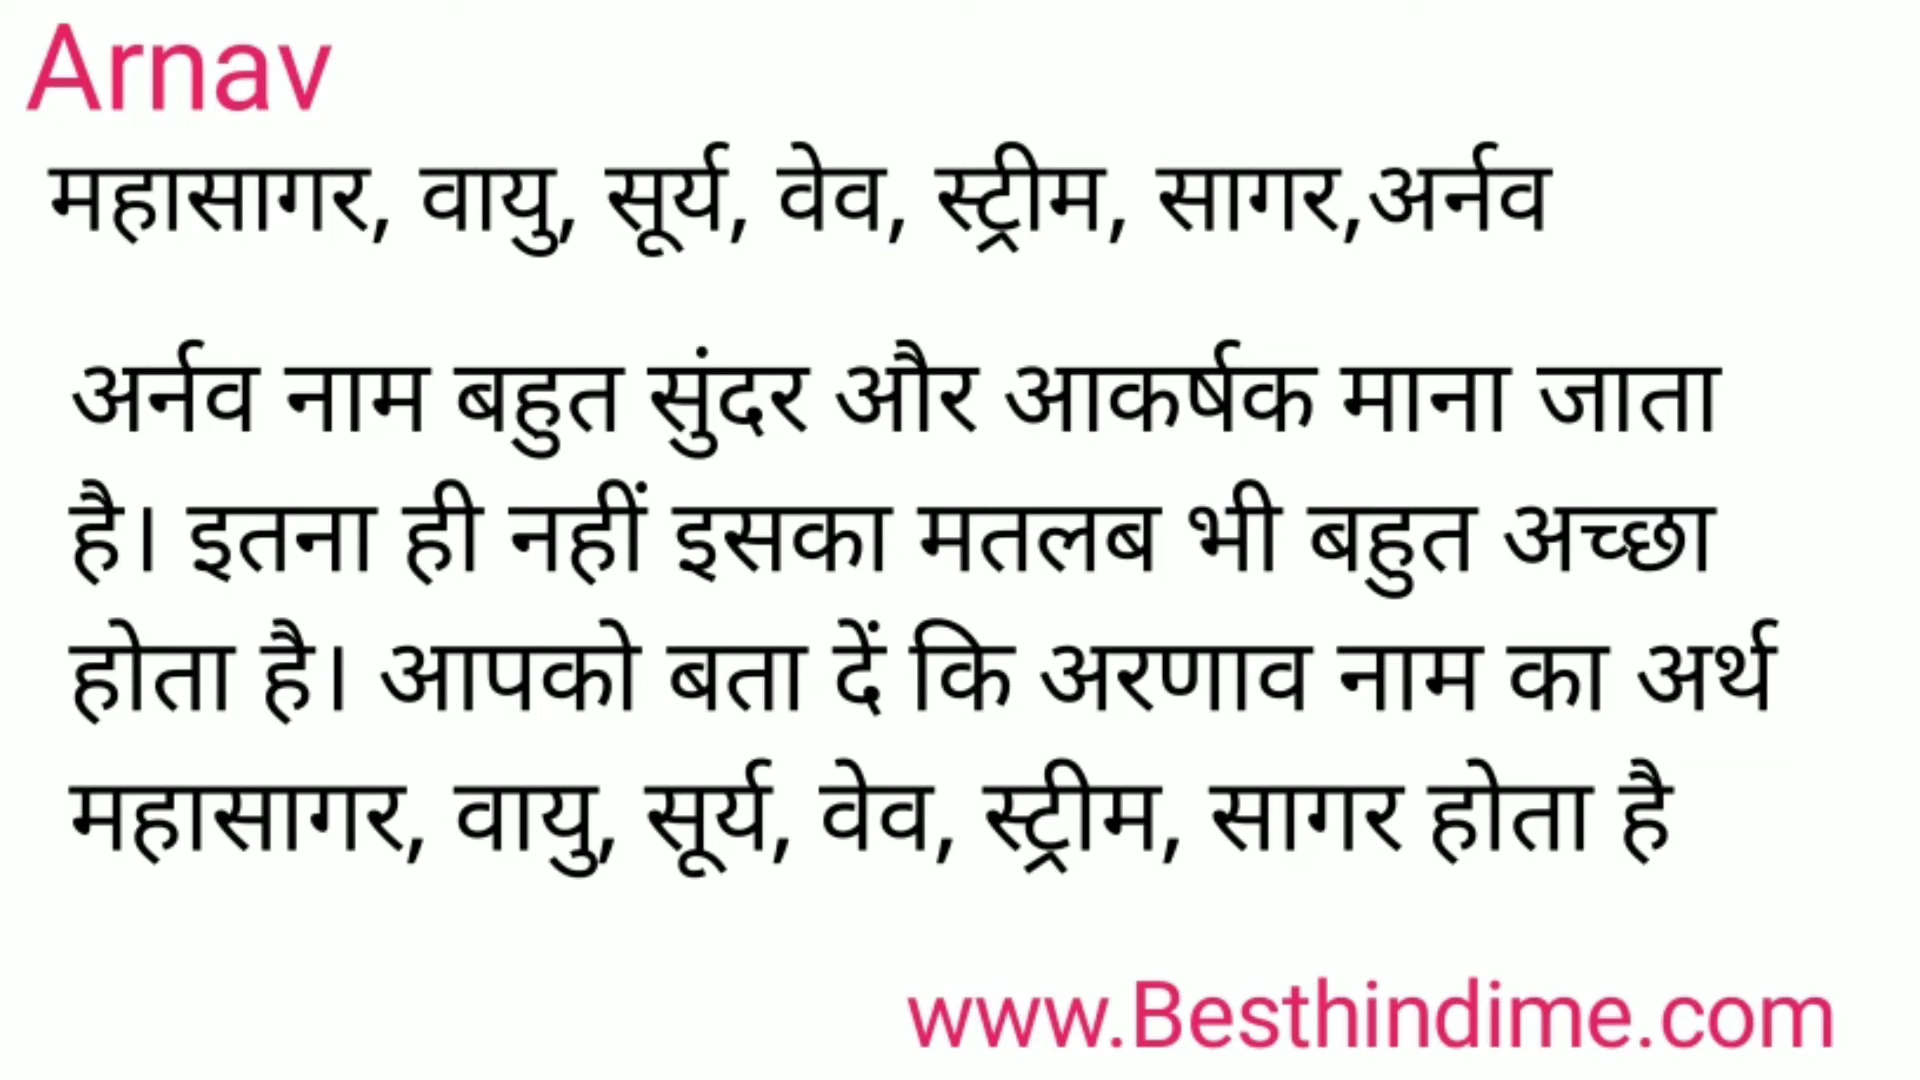 Arnav
महासागर, वायु, सूर्य, वेव, स्ट्रीम, सागर,अर्नव
अर्नव नाम बहुत सुंदर और आकर्षक माना जाता
है। इतना ही नहीं इसका मतलब भी बहुत अच्छा
होता है। आपको बता दें कि अरणाव नाम का अर्थ
महासागर, वायु, सूर्य, वेव, स्ट्रीम, सागर होता है
www.Besthindime.com